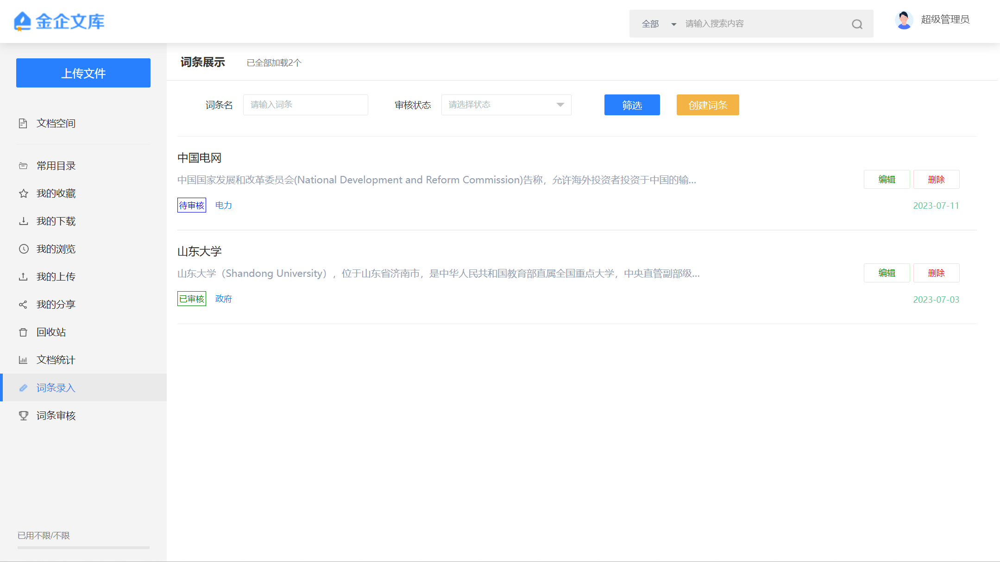 金企文库
全部 请输入搜索内容
超级管理员
上传文件
文档空间
常用目录
我的收藏
我的下载
我的浏览
我的上传
我的分享
回收站
文档统计
词条录入
词条审核
已用不限/不限
词条展示 已全部加载2个
词条名 请输入词条 审核状态 请选择状态 筛选 创建词条
中国电网
中国国家发展和改革委员会(National Development and Reform Commission)告称，允许海外投资者投资于中国的输...
编辑 删除
待审核 电力
2023-07-11
山东大学
山东大学（Shandong University），位于山东省济南市，是中华人民共和国教育部直属全国重点大学，中央直管副部级...
编辑 删除
已审核 政府
2023-07-03